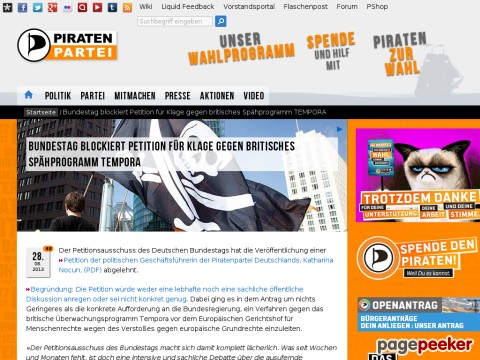 Wiki Liquid Feedback Vorstandsportal Flaschenpost Forum PShop
Suchbegriff eingeben
PIRATEN
PARTEI
UNSER
WAHLPROGRAMM
SPENDE
UND HILF
MIT
PIRATEN
ZUR
WAHL
POLITIK PARTEI MITMACHEN PRESSE AKTIONEN VIDEO
Startseite / Bundestag blockiert Petition für Klage gegen britisches Spähprogramm TEMPORA
BUNDESTAG BLOCKIERT PETITION FÜR KLAGE GEGEN BRITISCHES
SPÄHPROGRAMM TEMPORA
28.
08.
2013
Der Petitionsausschuss des Deutschen Bundestags hat die Veröffentlichung einer
Petition der politischen Geschäftsführerin der Piratenpartei Deutschlands, Katharina
Nocun, (PDF) abgelehnt.
Begründung: Die Petition würde weder eine lebhafte noch eine sachliche öffentliche
Diskussion anregen oder sei nicht konkret genug. Dabei ging es in dem Antrag um nichts
Geringeres als die konkrete Aufforderung an die Bundesregierung, ein Verfahren gegen das
britische Überwachungsprogramm Tempora vor dem Europäischen Gerichtshof für
Menschenrechte wegen des Verstoßes gegen europäische Grundrechte einzuleiten.
»Der Petitionsausschuss des Bundestags macht sich damit komplett lächerlich. Was seit Wochen
und Monaten fehlt, ist doch eine intensive und sachliche Debatte über die ausufernde
TROTZDEM DANKE
FÜR DEINE
UNTERSTÜTZUNG
ARBEIT
DEINE
STIMME
SPENDE DEN
PIRATEN!
Weil Du es kannst.
OPENANTRAG
BÜRGERANTRÄGE
DEIN ANLIEGEN : UNSER ANTRAG
DAS
pagepeeker